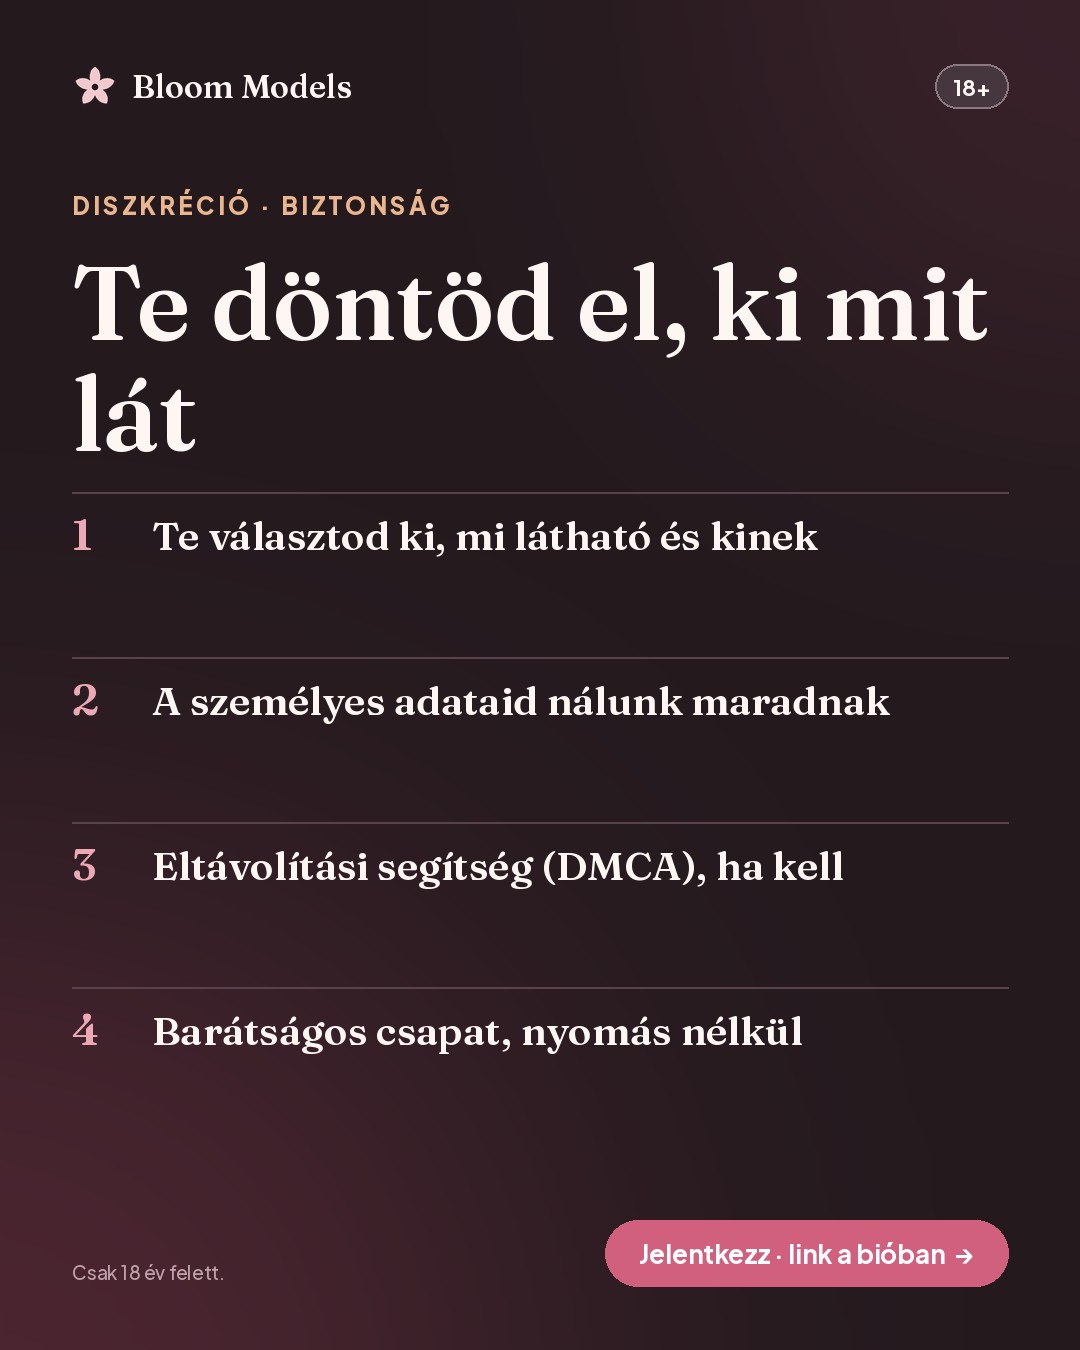 Bloom Models
18+
DISZKRÉCIÓ · BIZTONSÁG
Te döntöd el, ki mit
lát
1 Te választod ki, mi látható és kinek
2 A személyes adataid nálunk maradnak
3 Eltávolítási segítség (DMCA), ha kell
4 Barátságos csapat, nyomás nélkül
Csak 18 év felett.
Jelentkezz · link a bióban →